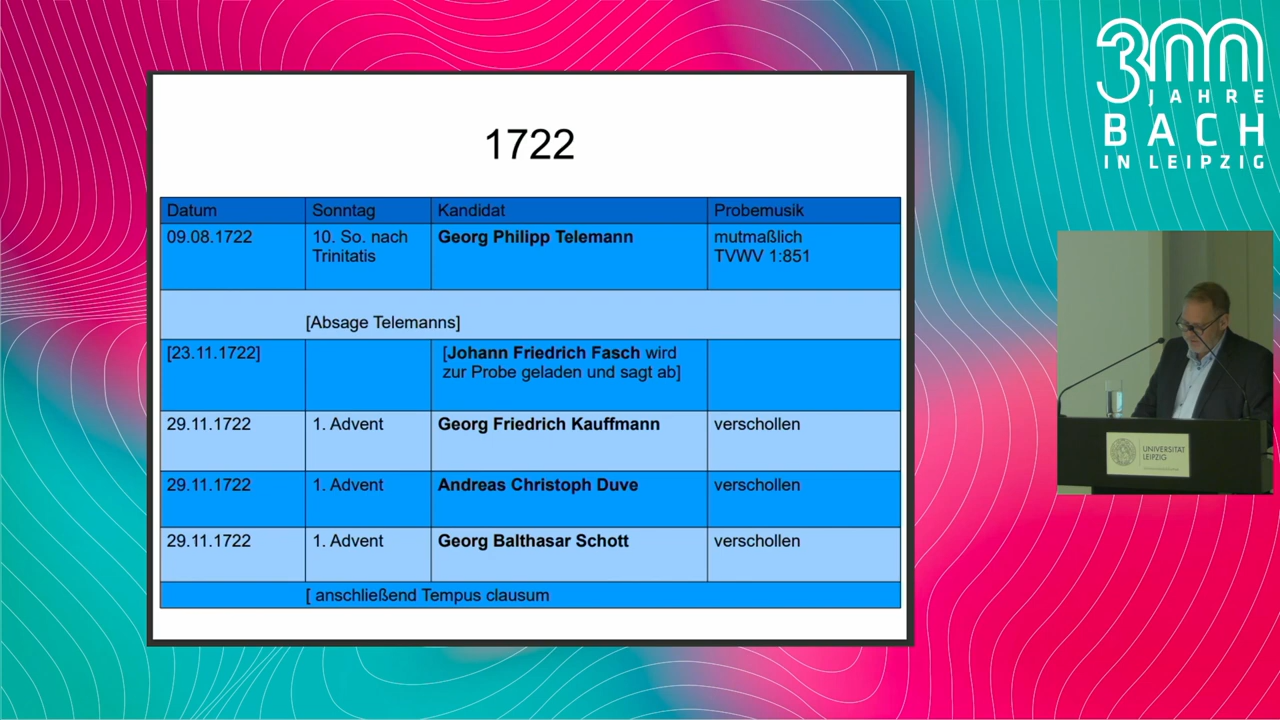 1722
Datum Sonntag Kandidat Probemusik
09.08.1722 10. So. nach Georg Philipp Telemann mutmaßlich
Trinitatis TVWV 1:851
[Absage Telemanns]
[23.11.1722] [Johann Friedrich Fasch wird
zur Probe geladen und sagt ab]
29.11.1722 1. Advent Georg Friedrich Kauffmann verschollen
29.11.1722 1. Advent Andreas Christoph Duve verschollen
29.11.1722 1. Advent Georg Balthasar Schott verschollen
[ anschließend Tempus clausum
300
JAHRE
BACH
IN LEIPZIG
UNIVERSITÄT
LEIPZIG